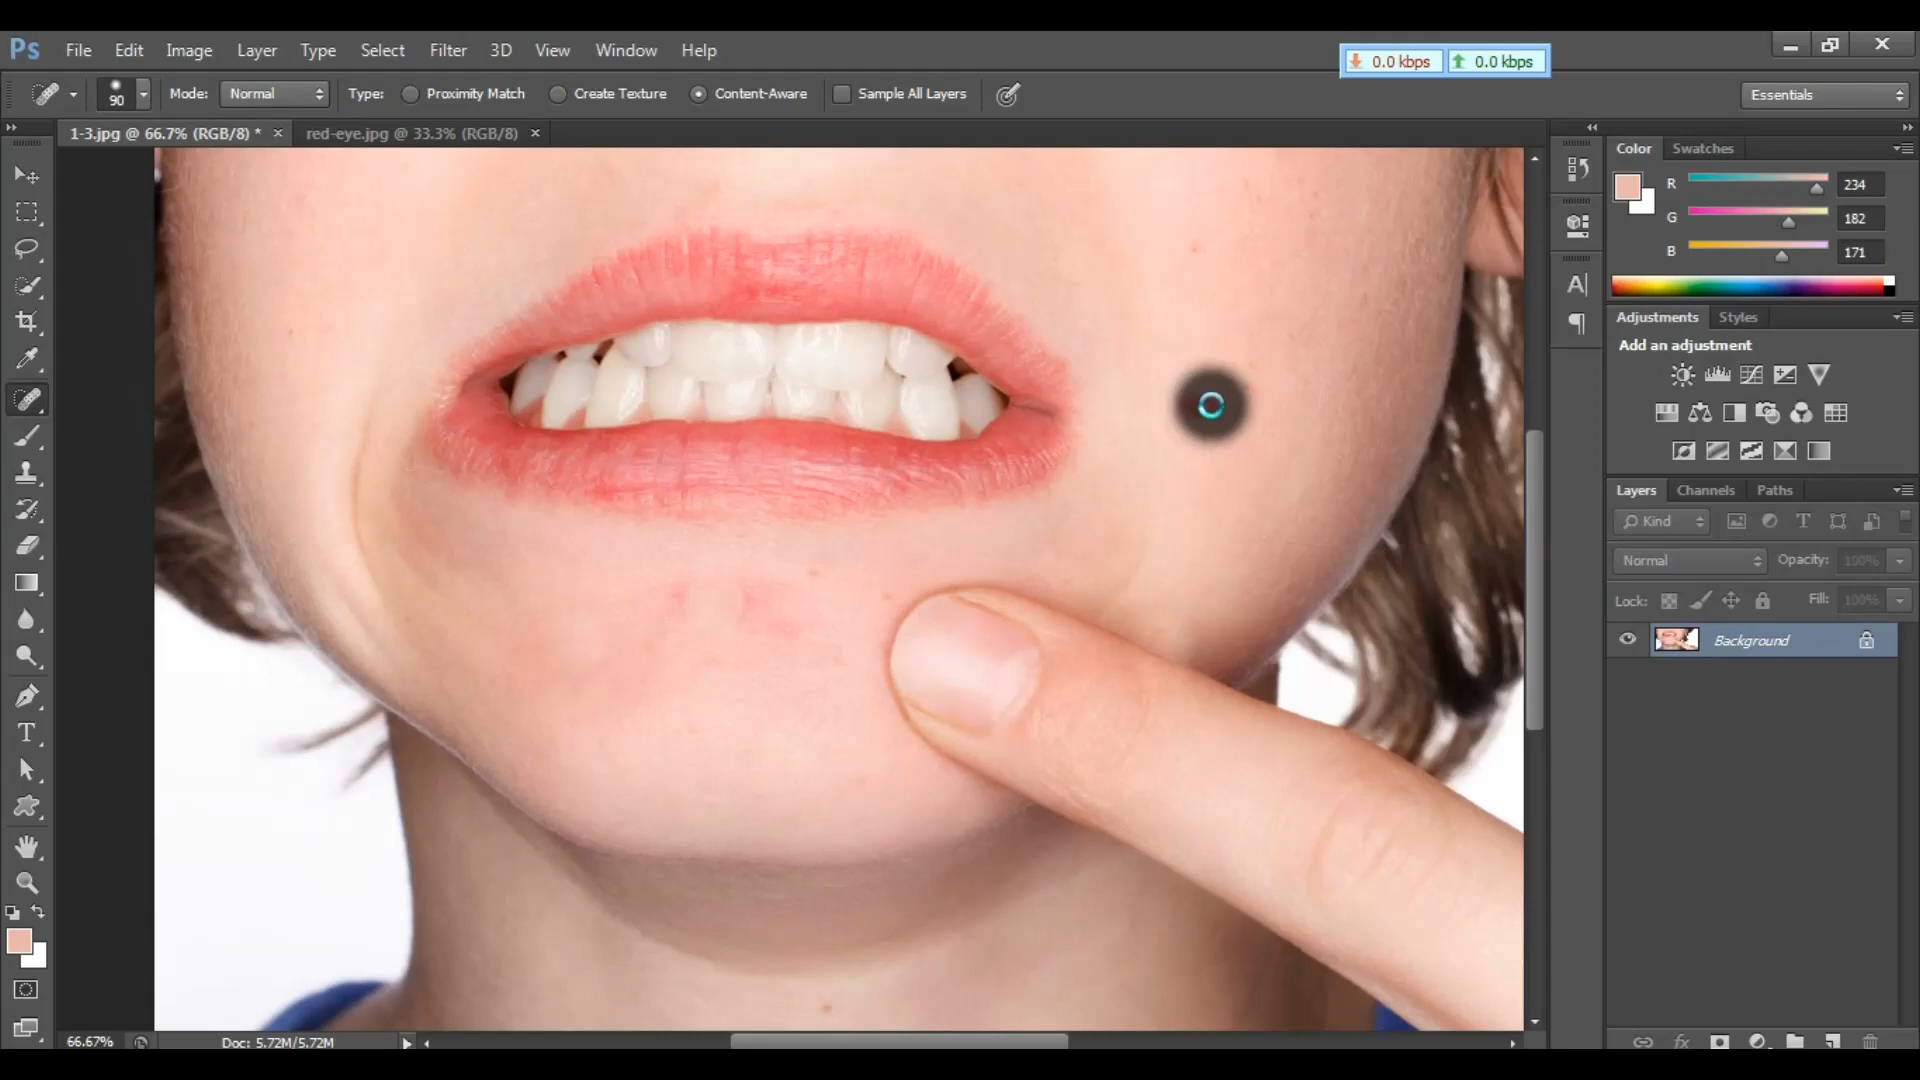 Ps File Edit Image Layer Type Select Filter 3D View Window Help
0.0 kbps 0.0 kbps
90 Mode: Normal Type: Proximity Match Create Texture Content-Aware Sample All Layers Essentials
1-3.jpg @ 66.7% (RGB/8) * × red-eye.jpg @ 33.3% (RGB/8) ×
Color Swatches
R 234
G 182
B 171
Adjustments Styles
Add an adjustment
Layers Channels Paths
Kind
Normal Opacity: 100%
Lock: Fill: 100%
Background
66.67% Doc: 5.72M/5.72M